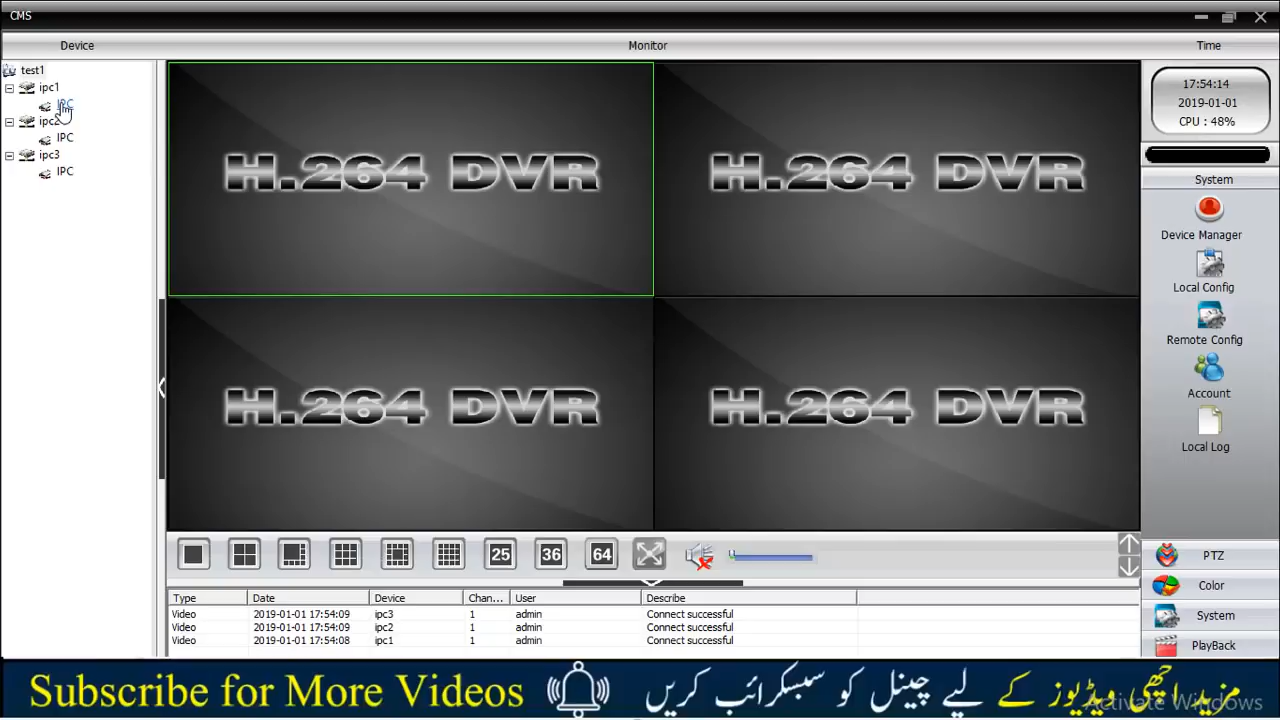 CMS
Device Monitor Time
test1
ipc1
IPC
ipc2
IPC
ipc3
IPC
H.264 DVR H.264 DVR
H.264 DVR H.264 DVR
17:54:14
2019-01-01
CPU : 48%
System
Device Manager
Local Config
Remote Config
Account
Local Log
25 36 64
PTZ
Color
System
PlayBack
Type Date Device Chan... User Describe
Video 2019-01-01 17:54:09 ipc3 1 admin Connect successful
Video 2019-01-01 17:54:09 ipc2 1 admin Connect successful
Video 2019-01-01 17:54:08 ipc1 1 admin Connect successful
Subscribe for More Videos مزید اچھی ویڈیوز کے لیے چینل کو سبسکرائب کریں
Activate Windows